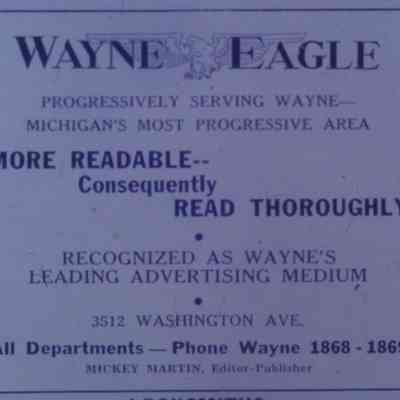 WAYNE EAGLE
PROGRESSIVELY SERVING WAYNE—
MICHIGAN'S MOST PROGRESSIVE AREA
MORE READABLE--
Consequently
READ THOROUGHLY
•
RECOGNIZED AS WAYNE'S
LEADING ADVERTISING MEDIUM
•
3512 WASHINGTON AVE.
All Departments — Phone Wayne 1868 - 1869
MICKEY MARTIN, Editor-Publisher